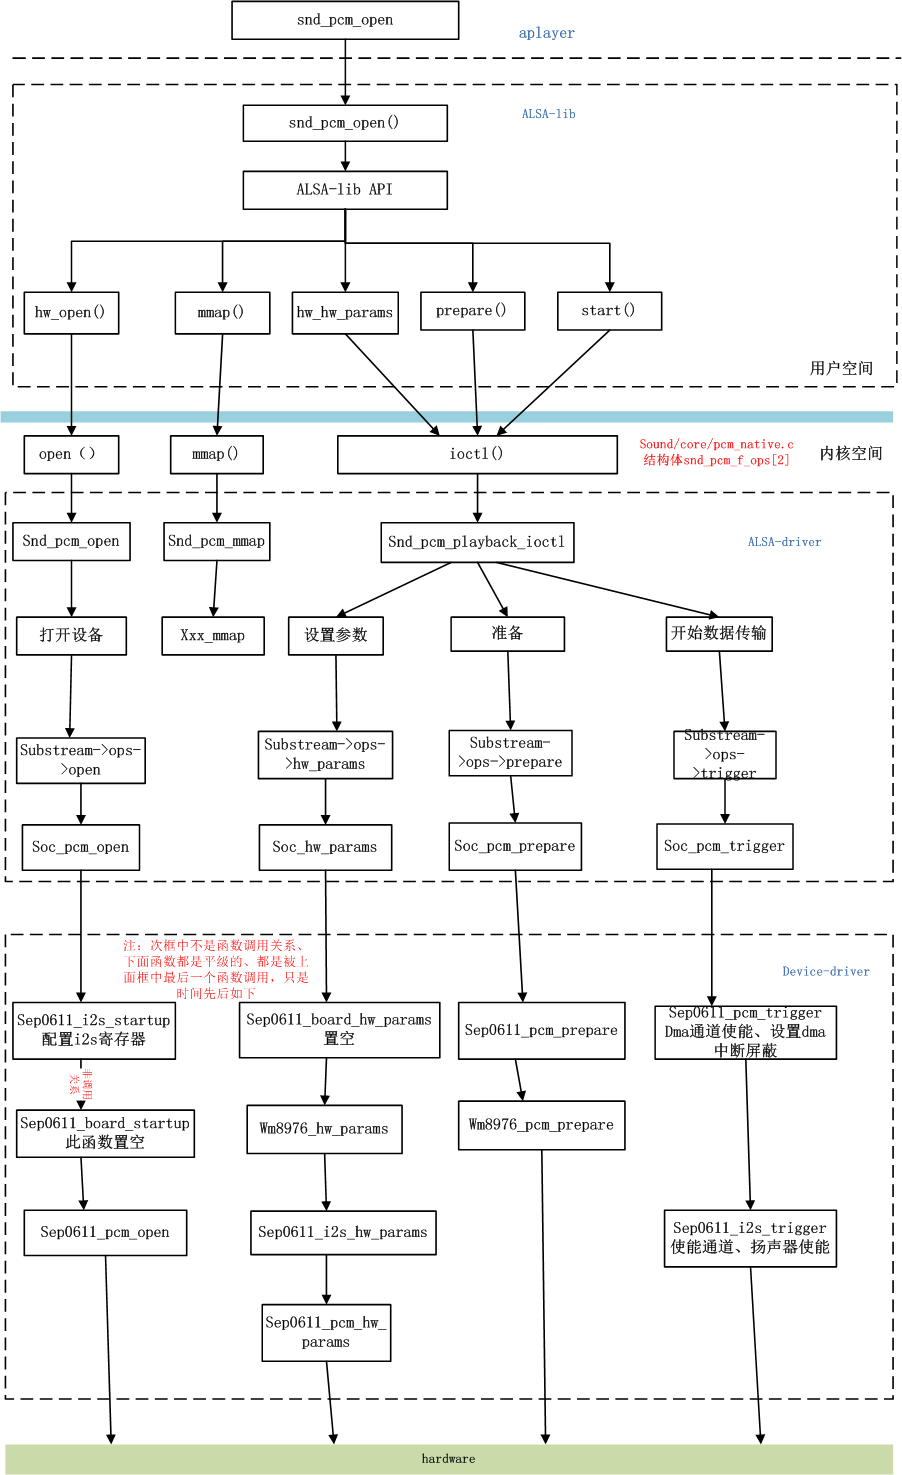 snd_pcm_open
aplayer
snd_pcm_open()
ALSA-lib
ALSA-lib API
hw_open()
mmap()
hw_hw_params
prepare()
start()
用户空间
open（）
mmap()
ioctl()
Sound/core/pcm_native.c
结构体snd_pcm_f_ops[2]
内核空间
Snd_pcm_open
Snd_pcm_mmap
Snd_pcm_playback_ioctl
ALSA-driver
打开设备
Xxx_mmap
设置参数
准备
开始数据传输
Substream->ops-
>open
Substream->ops-
>hw_params
Substream-
>ops->prepare
Substream-
>ops-
>trigger
Soc_pcm_open
Soc_hw_params
Soc_pcm_prepare
Soc_pcm_trigger
注：次框中不是函数调用关系、
下面函数都是平级的、都是被上
面框中最后一个函数调用，只是
时间先后如下
Device-driver
Sep0611_i2s_startup
配置i2s寄存器
Sep0611_board_hw_params
置空
Sep0611_pcm_prepare
Sep0611_pcm_trigger
Dma通道使能、设置dma
中断屏蔽
非调用
关系
Sep0611_board_startup
此函数置空
Wm8976_hw_params
Wm8976_pcm_prepare
Sep0611_pcm_open
Sep0611_i2s_hw_params
Sep0611_i2s_trigger
使能通道、扬声器使能
Sep0611_pcm_hw_
params
hardware